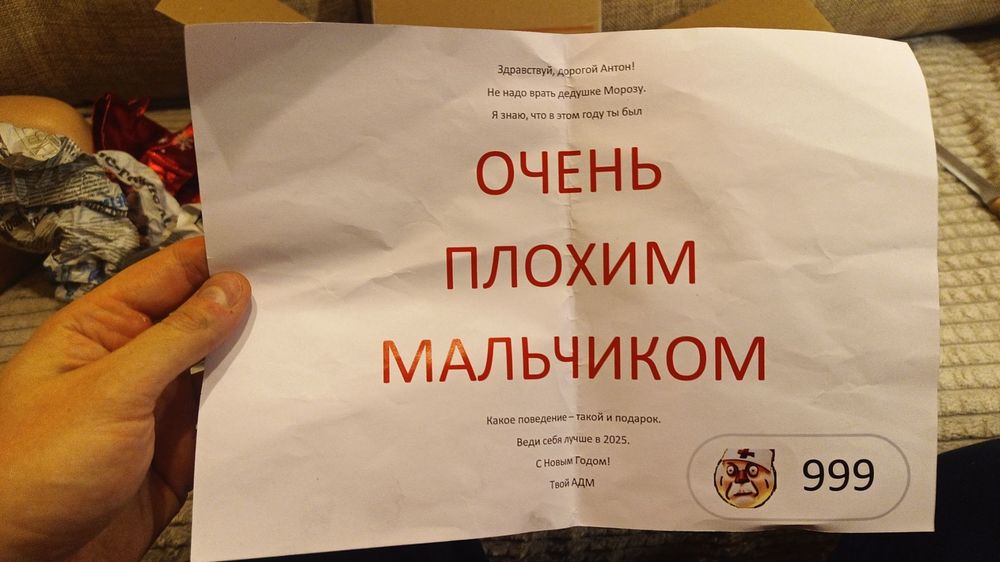 Здравствуй, дорогой Антон!
Не надо врать дедушке Морозу.
Я знаю, что в этом году ты был
ОЧЕНЬ
ПЛОХИМ
МАЛЬЧИКОМ
Какое поведение – такой и подарок.
Веди себя лучше в 2025.
С Новым Годом!
Твой АДМ
999